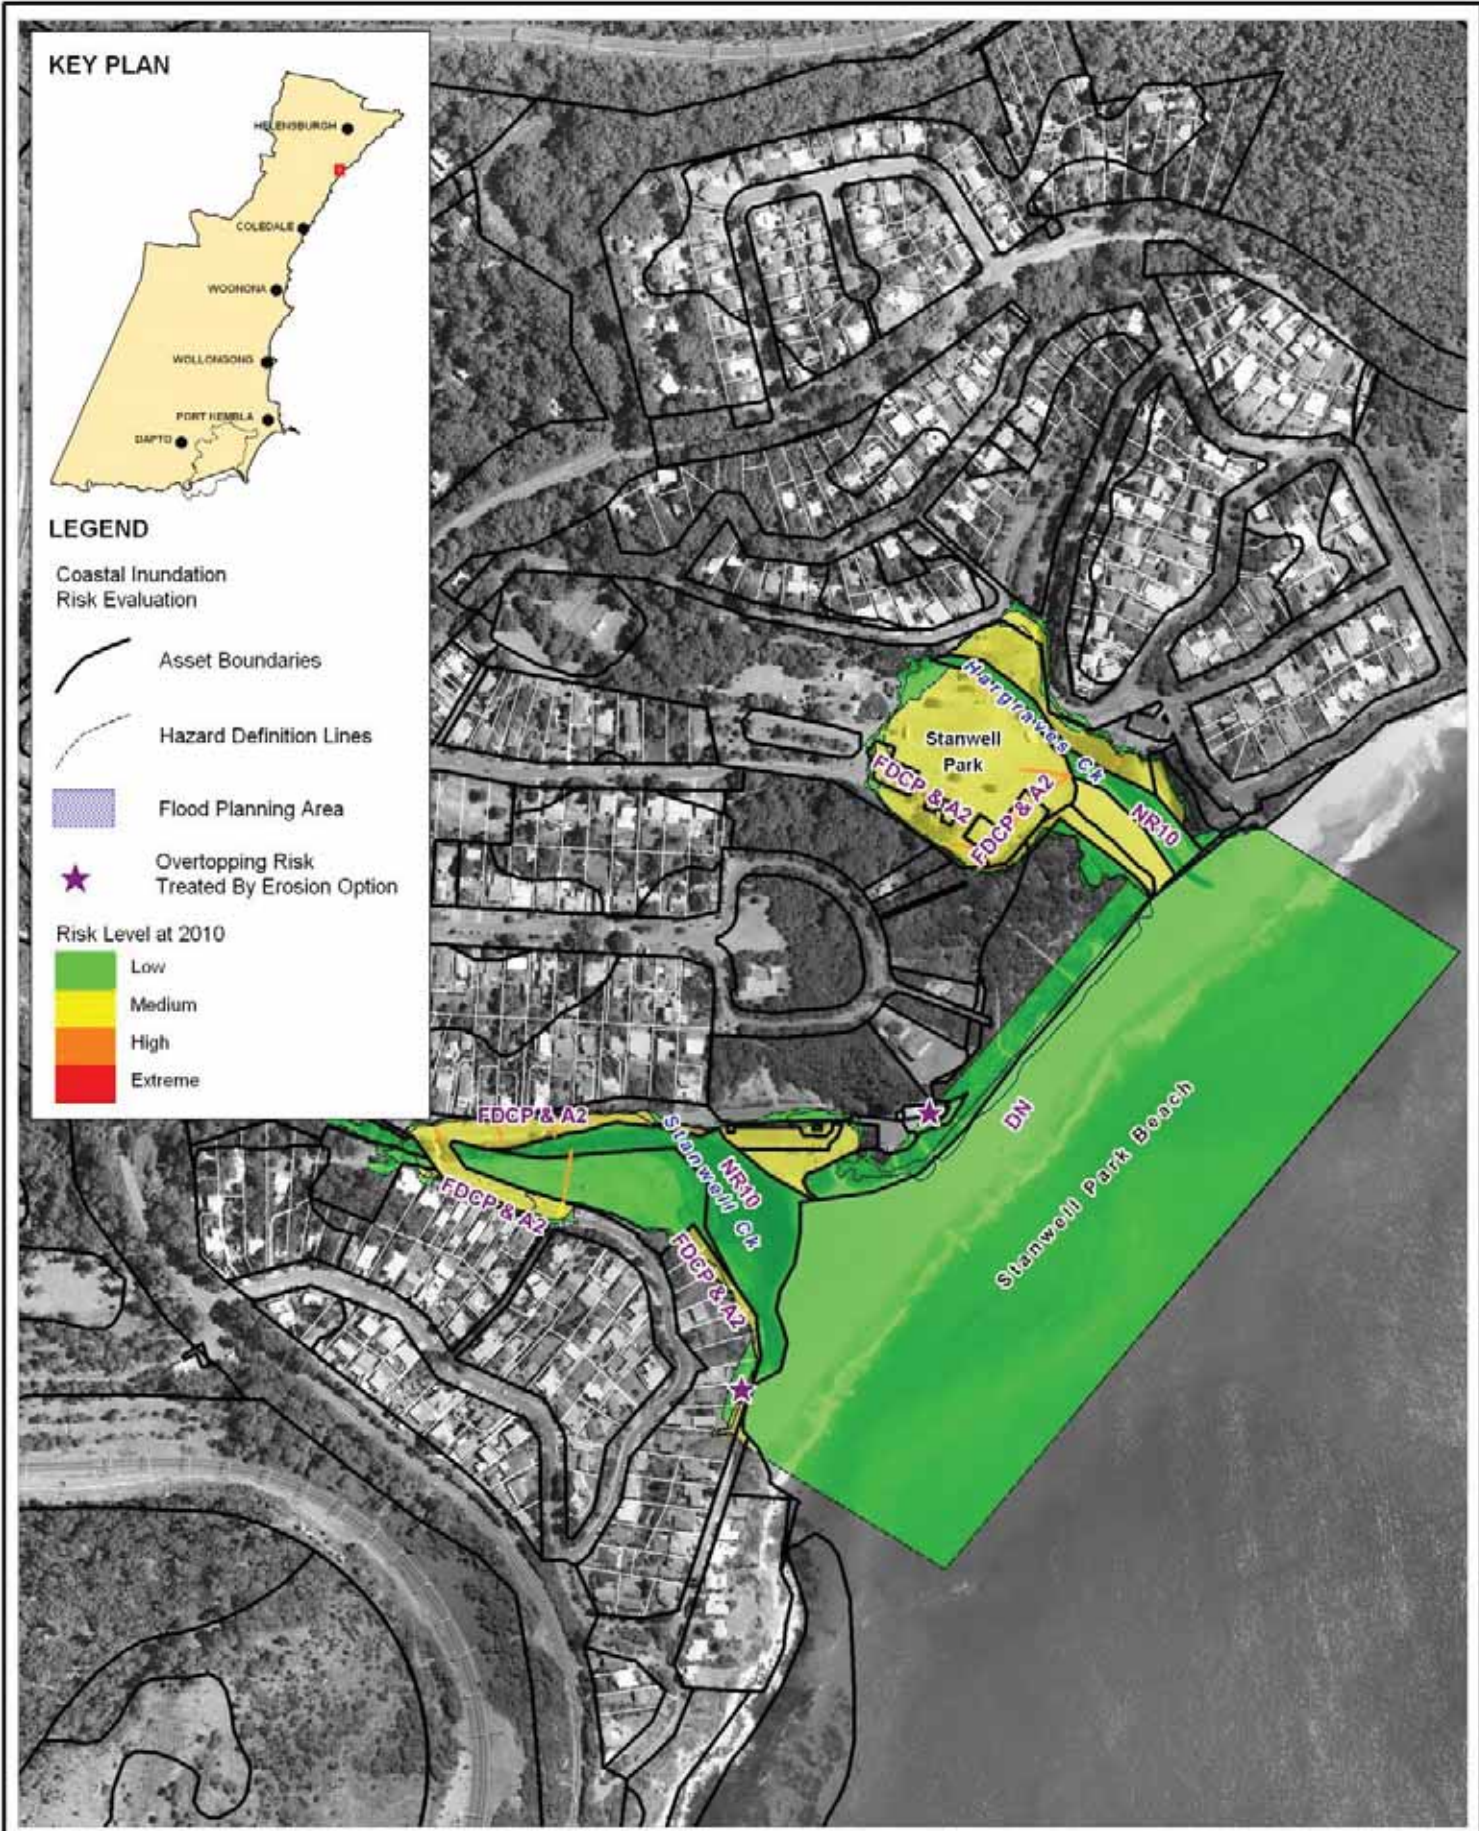 KEY PLAN
HELENSBURGH
COLEDALE
WOONONA
WOLLONGONG
PORT KEMBLA
DAPTO
LEGEND
Coastal Inundation
Risk Evaluation
Asset Boundaries
Hazard Definition Lines
Flood Planning Area
Overtopping Risk
Treated By Erosion Option
Risk Level at 2010
Low
Medium
High
Extreme
Hargraves Ck
Stanwell
Park
FDCP & A2
FDCP & A2
NR10
DN
Stanwell Park Beach
FDCP & A2
Stanwell Ck
NR10
FDCP & A2
FDCP & A2